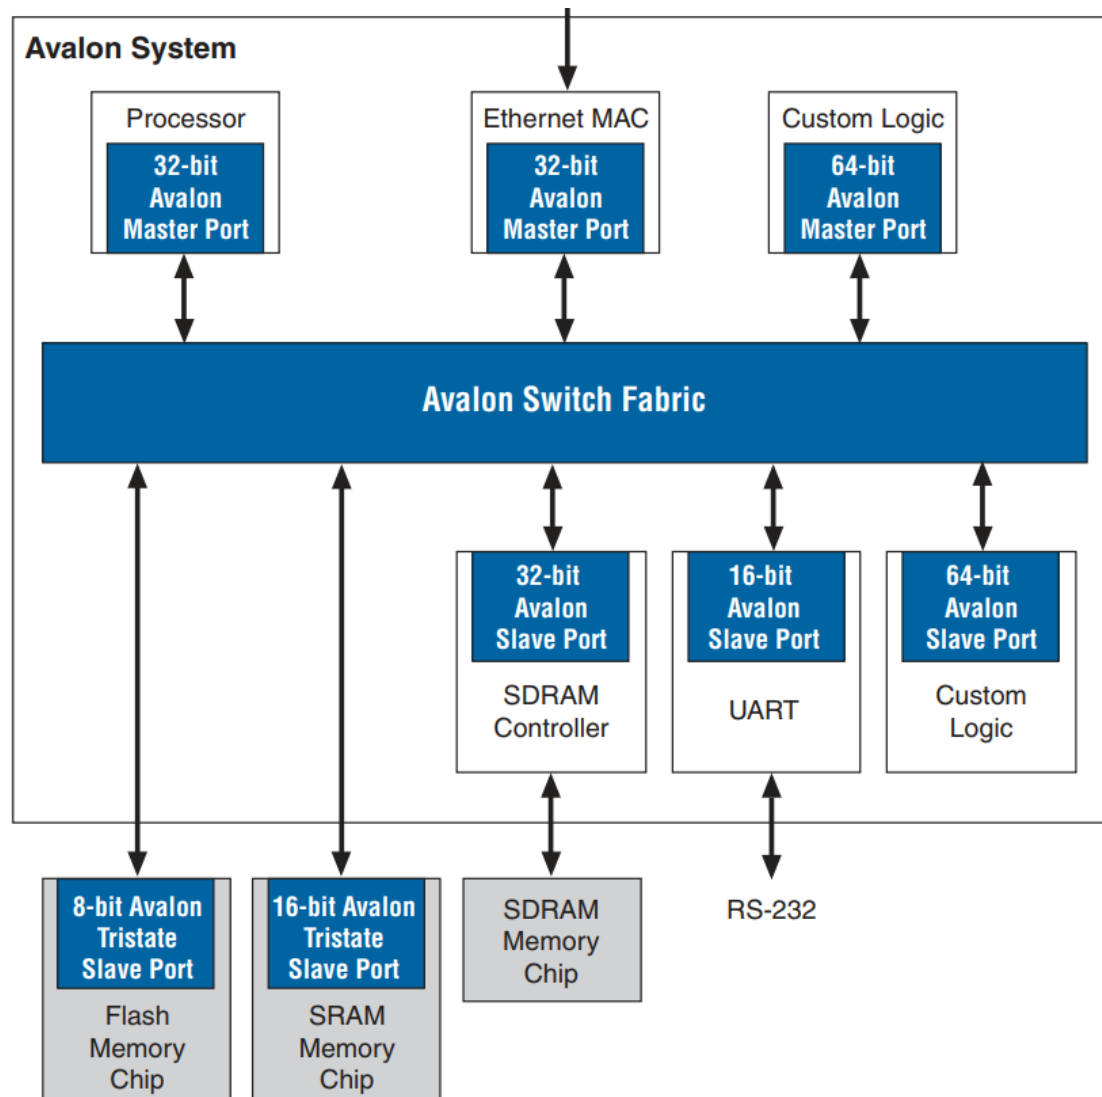 Avalon System
Processor
32-bit
Avalon
Master Port
Ethernet MAC
32-bit
Avalon
Master Port
Custom Logic
64-bit
Avalon
Master Port
Avalon Switch Fabric
32-bit
Avalon
Slave Port
SDRAM
Controller
16-bit
Avalon
Slave Port
UART
64-bit
Avalon
Slave Port
Custom
Logic
8-bit Avalon
Tristate
Slave Port
Flash
Memory
Chip
16-bit Avalon
Tristate
Slave Port
SRAM
Memory
Chip
SDRAM
Memory
Chip
RS-232